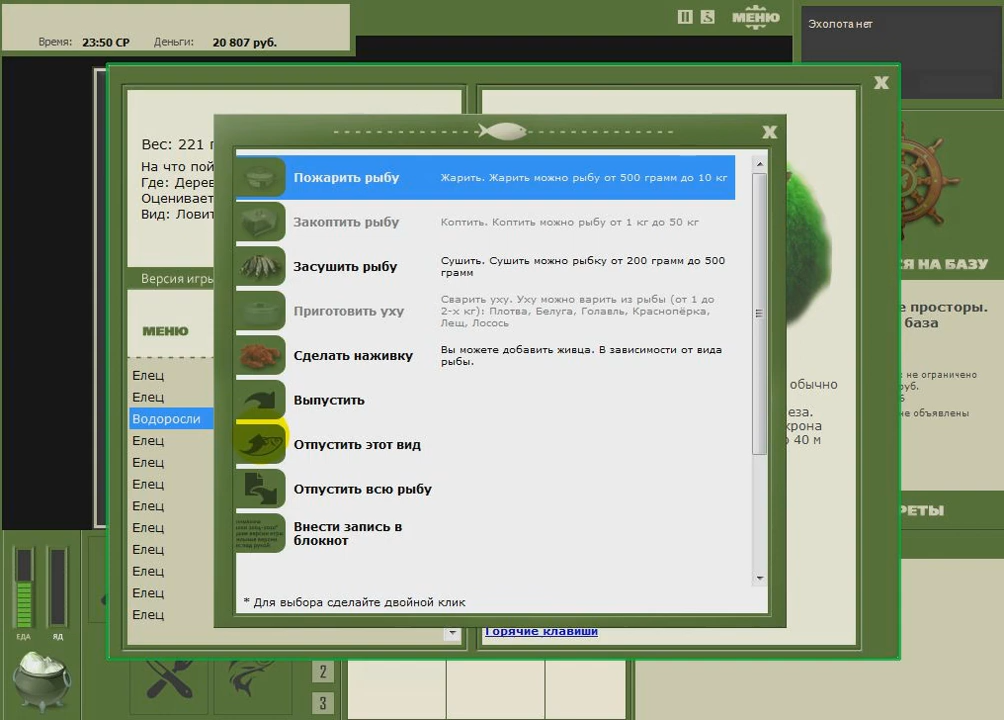 Время: 23:50 СР Деньги: 20 807 руб.
МЕНЮ
Эхолота нет
Вес: 221
На что пой
Где: Дерев
Оценивает
Вид: Ловит
Версия игры
МЕНЮ
Елец
Елец
Водоросли
Елец
Елец
Елец
Елец
Елец
Елец
Елец
Елец
Елец
Пожарить рыбу Жарить. Жарить можно рыбу от 500 грамм до 10 кг
Закоптить рыбу Коптить. Коптить можно рыбу от 1 кг до 50 кг
Засушить рыбу Сушить. Сушить можно рыбку от 200 грамм до 500
грамм
Приготовить уху Сварить уху. Уху можно варить из рыбы (от 1 до
2-х кг): Плотва, Белуга, Голавль, Краснопёрка,
Лещ, Лосось
Сделать наживку Вы можете добавить живца. В зависимости от вида
рыбы.
Выпустить
Отпустить этот вид
Отпустить всю рыбу
Внести запись в
блокнот
* Для выбора сделайте двойной клик
Горячие клавиши
обычно
еза.
крона
о 40 м
СЯ НА БАЗУ
е просторы.
база
не ограничено
руб.
6
не объявлены
РЕТЫ
ЕДА ЯД
2
3